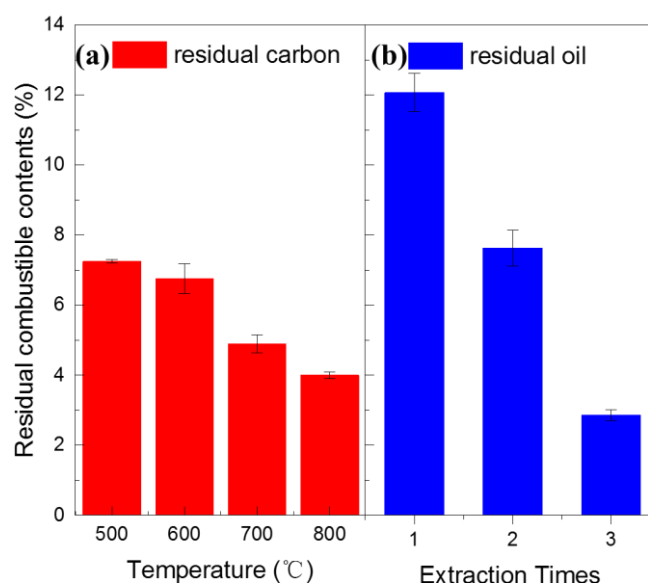 Residual combustible contents (%)
14
12
10
8
6
4
2
0
(a) residual carbon
(b) residual oil
500 600 700 800
1 2 3
Temperature (℃)
Extraction Times